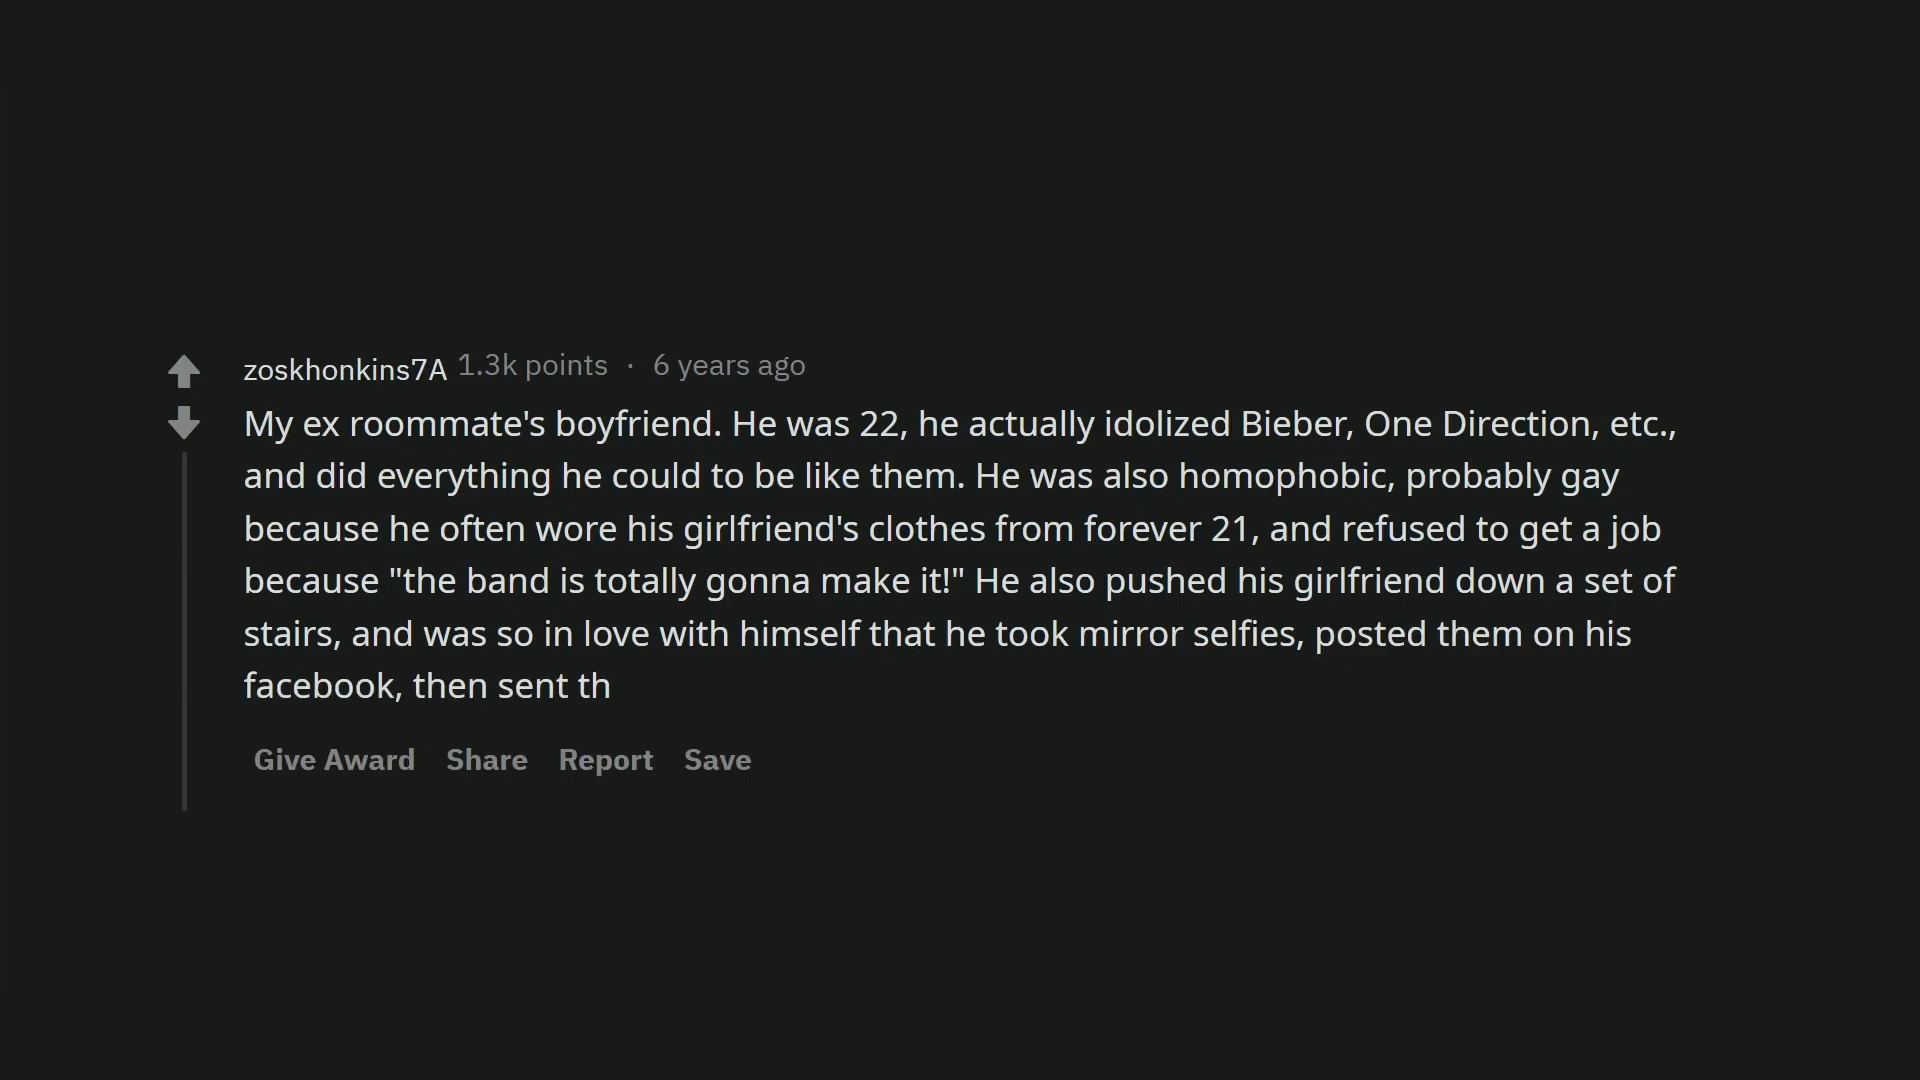 zoskhonkins7A 1.3k points · 6 years ago
My ex roommate's boyfriend. He was 22, he actually idolized Bieber, One Direction, etc.,
and did everything he could to be like them. He was also homophobic, probably gay
because he often wore his girlfriend's clothes from forever 21, and refused to get a job
because "the band is totally gonna make it!" He also pushed his girlfriend down a set of
stairs, and was so in love with himself that he took mirror selfies, posted them on his
facebook, then sent th
Give Award Share Report Save